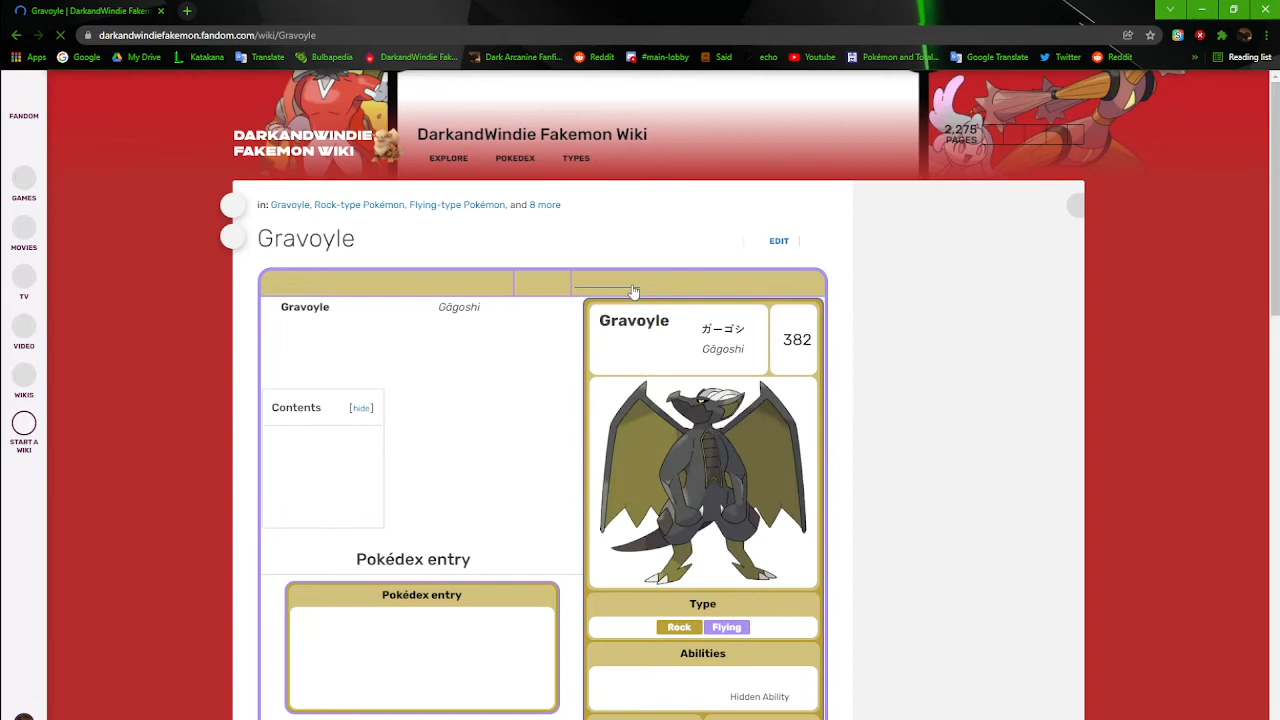 Gravoyle | DarkandWindie Fakem
darkandwindiefakemon.fandom.com/wiki/Gravoyle
Apps Google My Drive Katakana Translate Bulbapedia DarkandWindie Fak... Dark Arcanine Fanfi... Reddit #main-lobby Said echo Youtube Pokémon and Total... Google Translate Twitter Reddit » Reading list
FANDOM
GAMES
MOVIES
TV
VIDEO
WIKIS
START A
WIKI
DARKANDWINDIE
FAKEMON WIKI
DarkandWindie Fakemon Wiki
EXPLORE POKEDEX TYPES
2,275
PAGES
in: Gravoyle, Rock-type Pokémon, Flying-type Pokémon, and 8 more
Gravoyle
EDIT
Gravoyle Gāgoshi
Contents [hide]
Pokédex entry
Pokédex entry
Gravoyle
ガーゴシ
Gāgoshi
382
Type
Rock Flying
Abilities
Hidden Ability